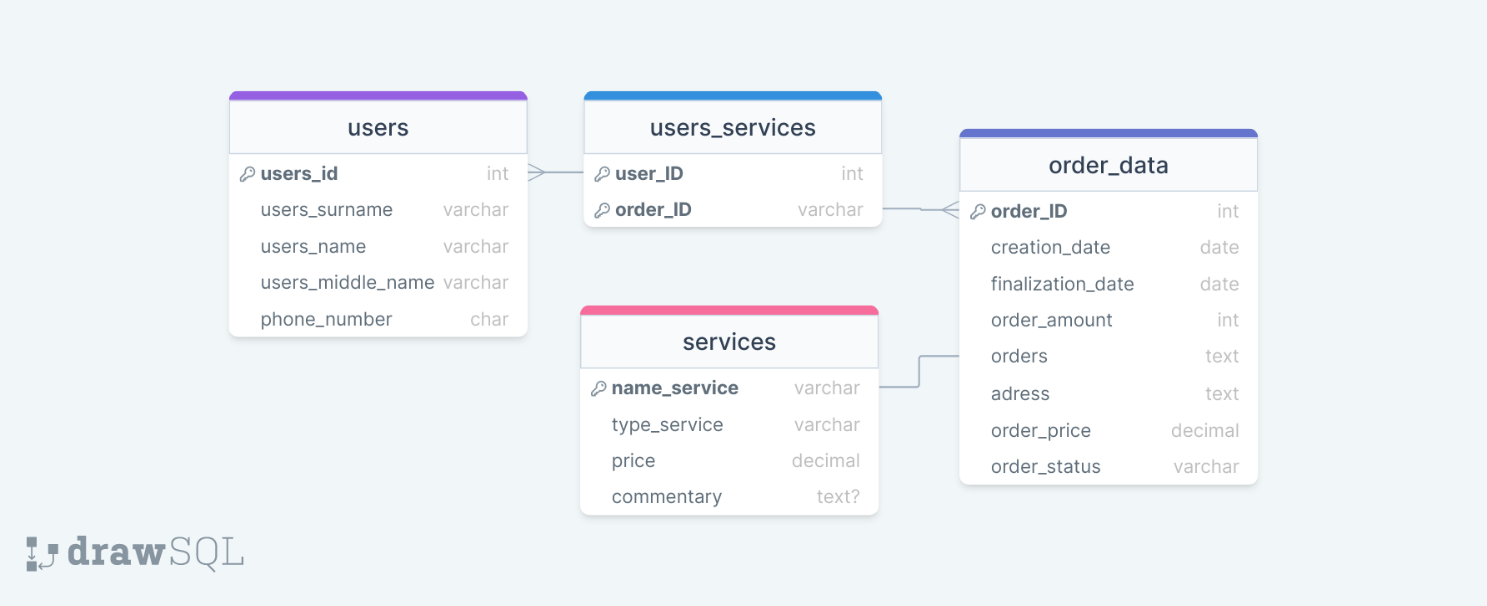 users
users_id int
users_surname varchar
users_name varchar
users_middle_name varchar
phone_number char
users_services
user_ID int
order_ID varchar
order_data
order_ID int
creation_date date
finalization_date date
order_amount int
orders text
adress text
order_price decimal
order_status varchar
services
name_service varchar
type_service varchar
price decimal
commentary text?
drawSQL